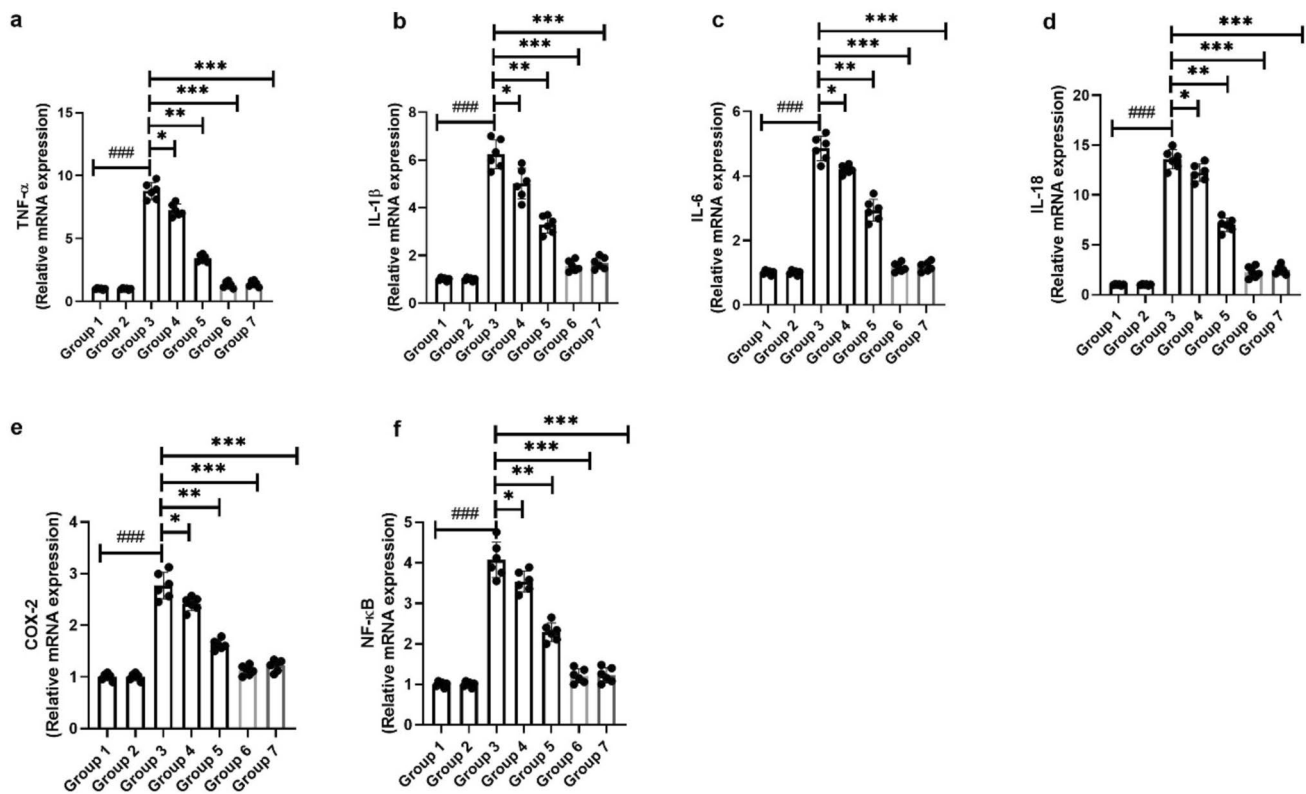 a
***
***
**
*
###
TNF-α
(Relative mRNA expression)
15
10
5
0
Group 1
Group 2
Group 3
Group 4
Group 5
Group 6
Group 7
b
***
***
**
*
###
IL-1β
(Relative mRNA expression)
8
6
4
2
0
Group 1
Group 2
Group 3
Group 4
Group 5
Group 6
Group 7
c
***
***
**
*
###
IL-6
(Relative mRNA expression)
6
4
2
0
Group 1
Group 2
Group 3
Group 4
Group 5
Group 6
Group 7
d
***
***
**
*
###
IL-18
(Relative mRNA expression)
20
15
10
5
0
Group 1
Group 2
Group 3
Group 4
Group 5
Group 6
Group 7
e
***
***
**
*
###
COX-2
(Relative mRNA expression)
4
3
2
1
0
Group 1
Group 2
Group 3
Group 4
Group 5
Group 6
Group 7
f
***
***
**
*
###
NF-κB
(Relative mRNA expression)
5
4
3
2
1
0
Group 1
Group 2
Group 3
Group 4
Group 5
Group 6
Group 7